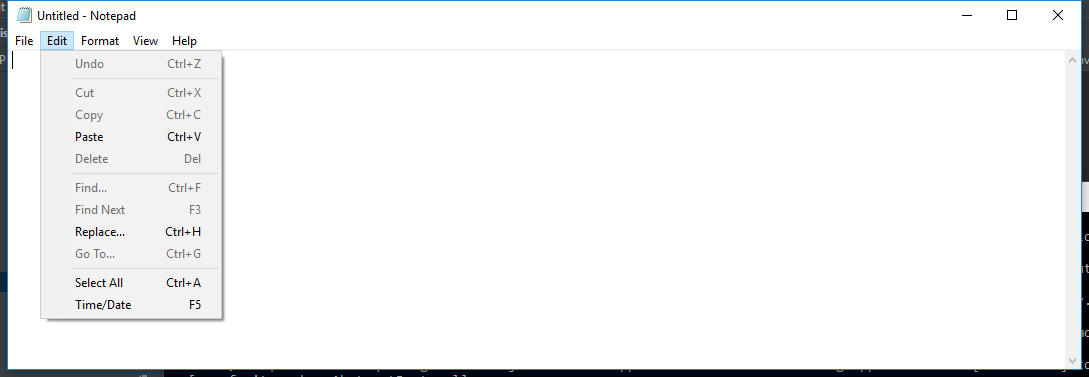 Untitled - Notepad
File Edit Format View Help
Undo Ctrl+Z
Cut Ctrl+X
Copy Ctrl+C
Paste Ctrl+V
Delete Del
Find... Ctrl+F
Find Next F3
Replace... Ctrl+H
Go To... Ctrl+G
Select All Ctrl+A
Time/Date F5